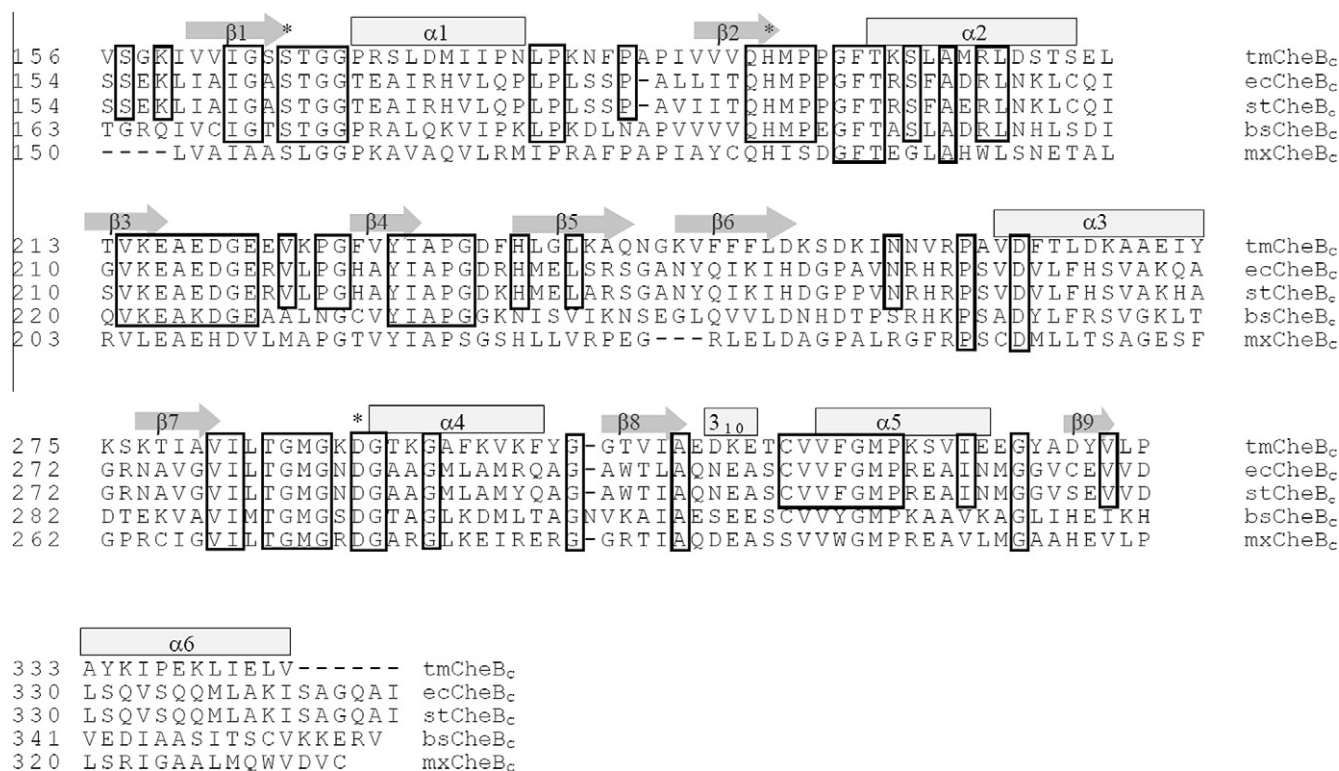 β1 * α1 β2 * α2
156 VSGKIVVIGSSTGGPRSLDMIIPNLPKNFPAPIVVVQHMPPGFTKSLAMRLDSTSEL tmCheBc
154 SSEKLIAIGASTGGTEAIRHVLQPLPLSSP-ALLITQHMPPGFTRSFADRLNKLCQI ecCheBc
154 SSEKLIAIGASTGGTEAIRHVLQPLPLSSP-AVIITQHMPPGFTRSFAERLNKLCQI stCheBc
163 TGRQIVCIGTSTGGPRALQKVIPKLPKDLNAPVVVVQHMPEGFTASLADRLNHLSDI bsCheBc
150 ----LVAIAASLGGPKAVAQVLRMIPRAFPAPIAYCQHISDGFTEGLAHWLSNETAL mxCheBc
β3 β4 β5 β6 α3
213 TVKEAEDGEEVKPGFVYIAPGDFHLGLKAQNGKVFFFLDKSDKINNVRPAVDFTLDKAAEIY tmCheBc
210 GVKEAEDGERVLPGHAYIAPGDRHMELSRSGANYQIKIHDGPAVNRHRPSVDVLFHSVAKQA ecCheBc
210 SVKEAEDGERVLPGHAYIAPGDKHMELARSGANYQIKIHDGPPVNRHRPSVDVLFHSVAKHA stCheBc
220 QVKEAKDGEAALNGCVYIAPGGKNISVIKNSEGLQVVLDNHDTPSRHKPSADYLFRSVGKLT bsCheBc
203 RVLEAEHDVLMAPGTVYIAPSGSHLLVRPEG---RLELDAGPALRGFRPSCDMLLTSAGESF mxCheBc
β7 * α4 β8 3₁₀ α5 β9
275 KSKTIAVILTGMGKDGTKGAFKVKFYG-GTVIAEDKETCVVFGMPKSVIEEGYADYVLP tmCheBc
272 GRNAVGVILTGMGNDGAAGMLAMRQAG-AWTLAQNEASCVVFGMPREAINMGGVCEVVD ecCheBc
272 GRNAVGVILTGMGNDGAAGMLAMYQAG-AWTIAQNEASCVVFGMPREAINMGGVSEVVD stCheBc
282 DTEKVAVIMTGMGSDGTAGLKDMLTAGNVKAIAESEESCVVYGMPKAAVKAGLIHEIKH bsCheBc
262 GPRCIGVILTGMGRDGARGLKEIRERG-GRTIAQDEASSVVWGMPREAVLMGAAHEVLP mxCheBc
α6
333 AYKIPEKLIELV------ tmCheBc
330 LSQVSQQMLAKISAGQAI ecCheBc
330 LSQVSQQMLAKISAGQAI stCheBc
341 VEDIAASITSCVKKERV bsCheBc
320 LSRIGAALMQWVDVC mxCheBc